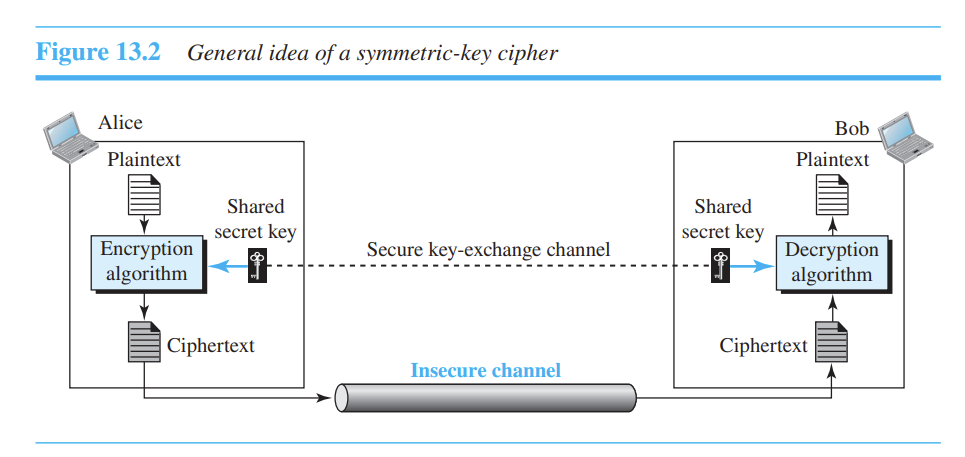 Figure 13.2 General idea of a symmetric-key cipher
Alice
Bob
Plaintext
Plaintext
Shared
secret key
Shared
secret key
Encryption
algorithm
Secure key-exchange channel
Decryption
algorithm
Ciphertext
Ciphertext
Insecure channel